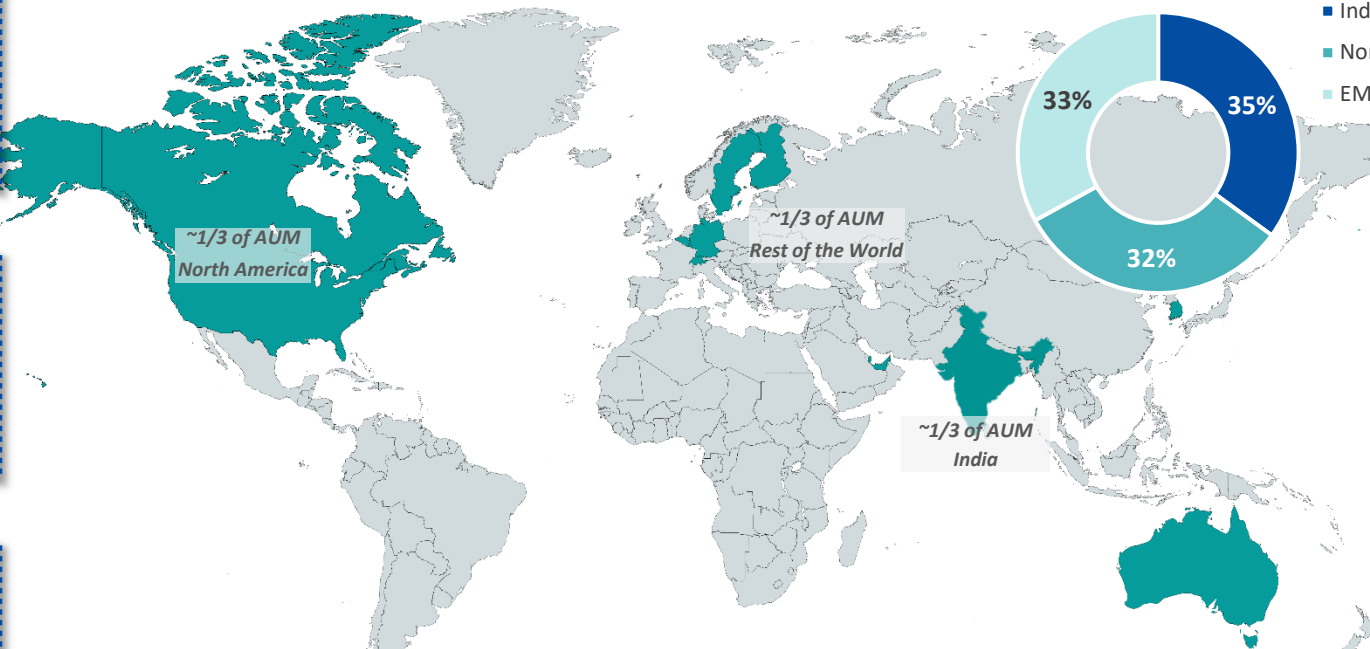 33%
35%
32%
~1/3 of AUM
North America
~1/3 of AUM
Rest of the World
~1/3 of AUM
India